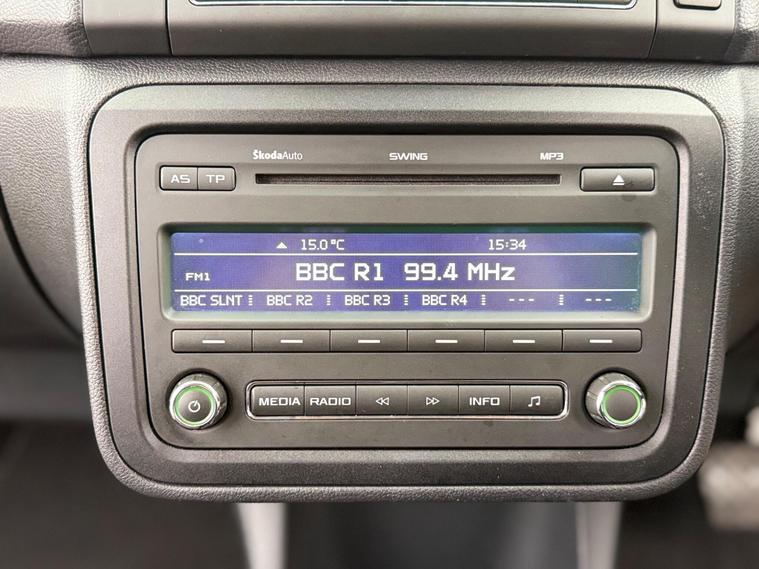 ŠkodaAuto SWING MP3
AS TP
15.0°C 15:34
FM1 BBC R1 99.4 MHz
BBC SLNT BBC R2 BBC R3 BBC R4 --- ---
MEDIA RADIO INFO